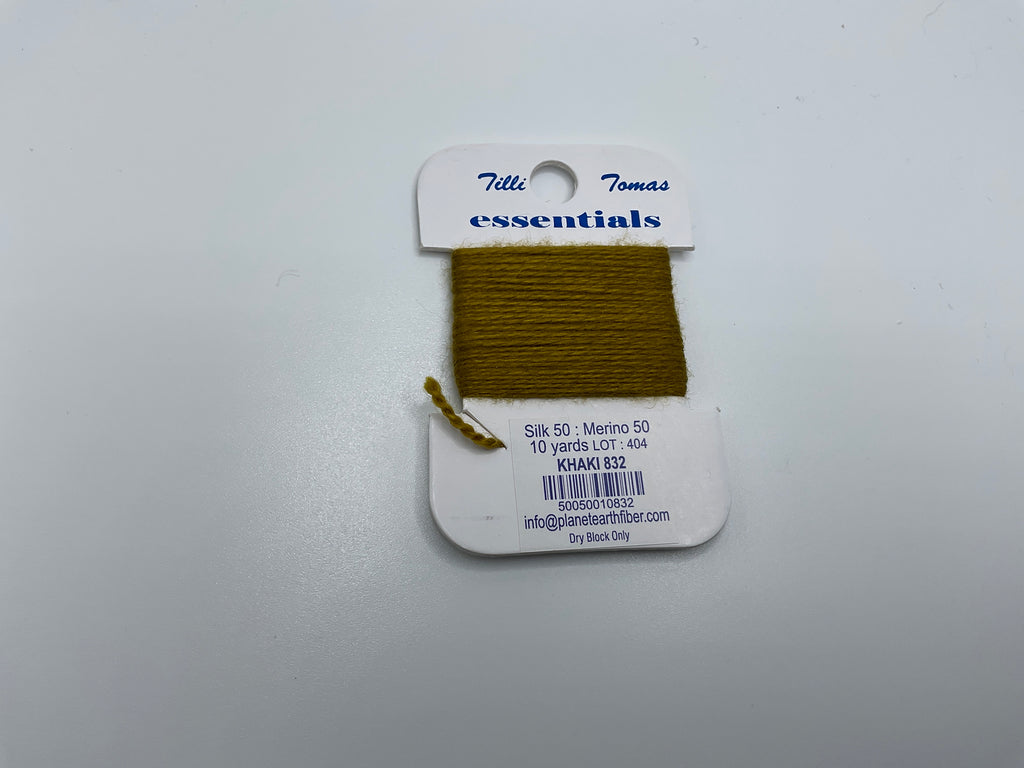 Tilli Tomas
essentials
Silk 50 : Merino 50
10 yards LOT : 404
KHAKI 832
50050010832
info@planetearthfiber.com
Dry Block Only